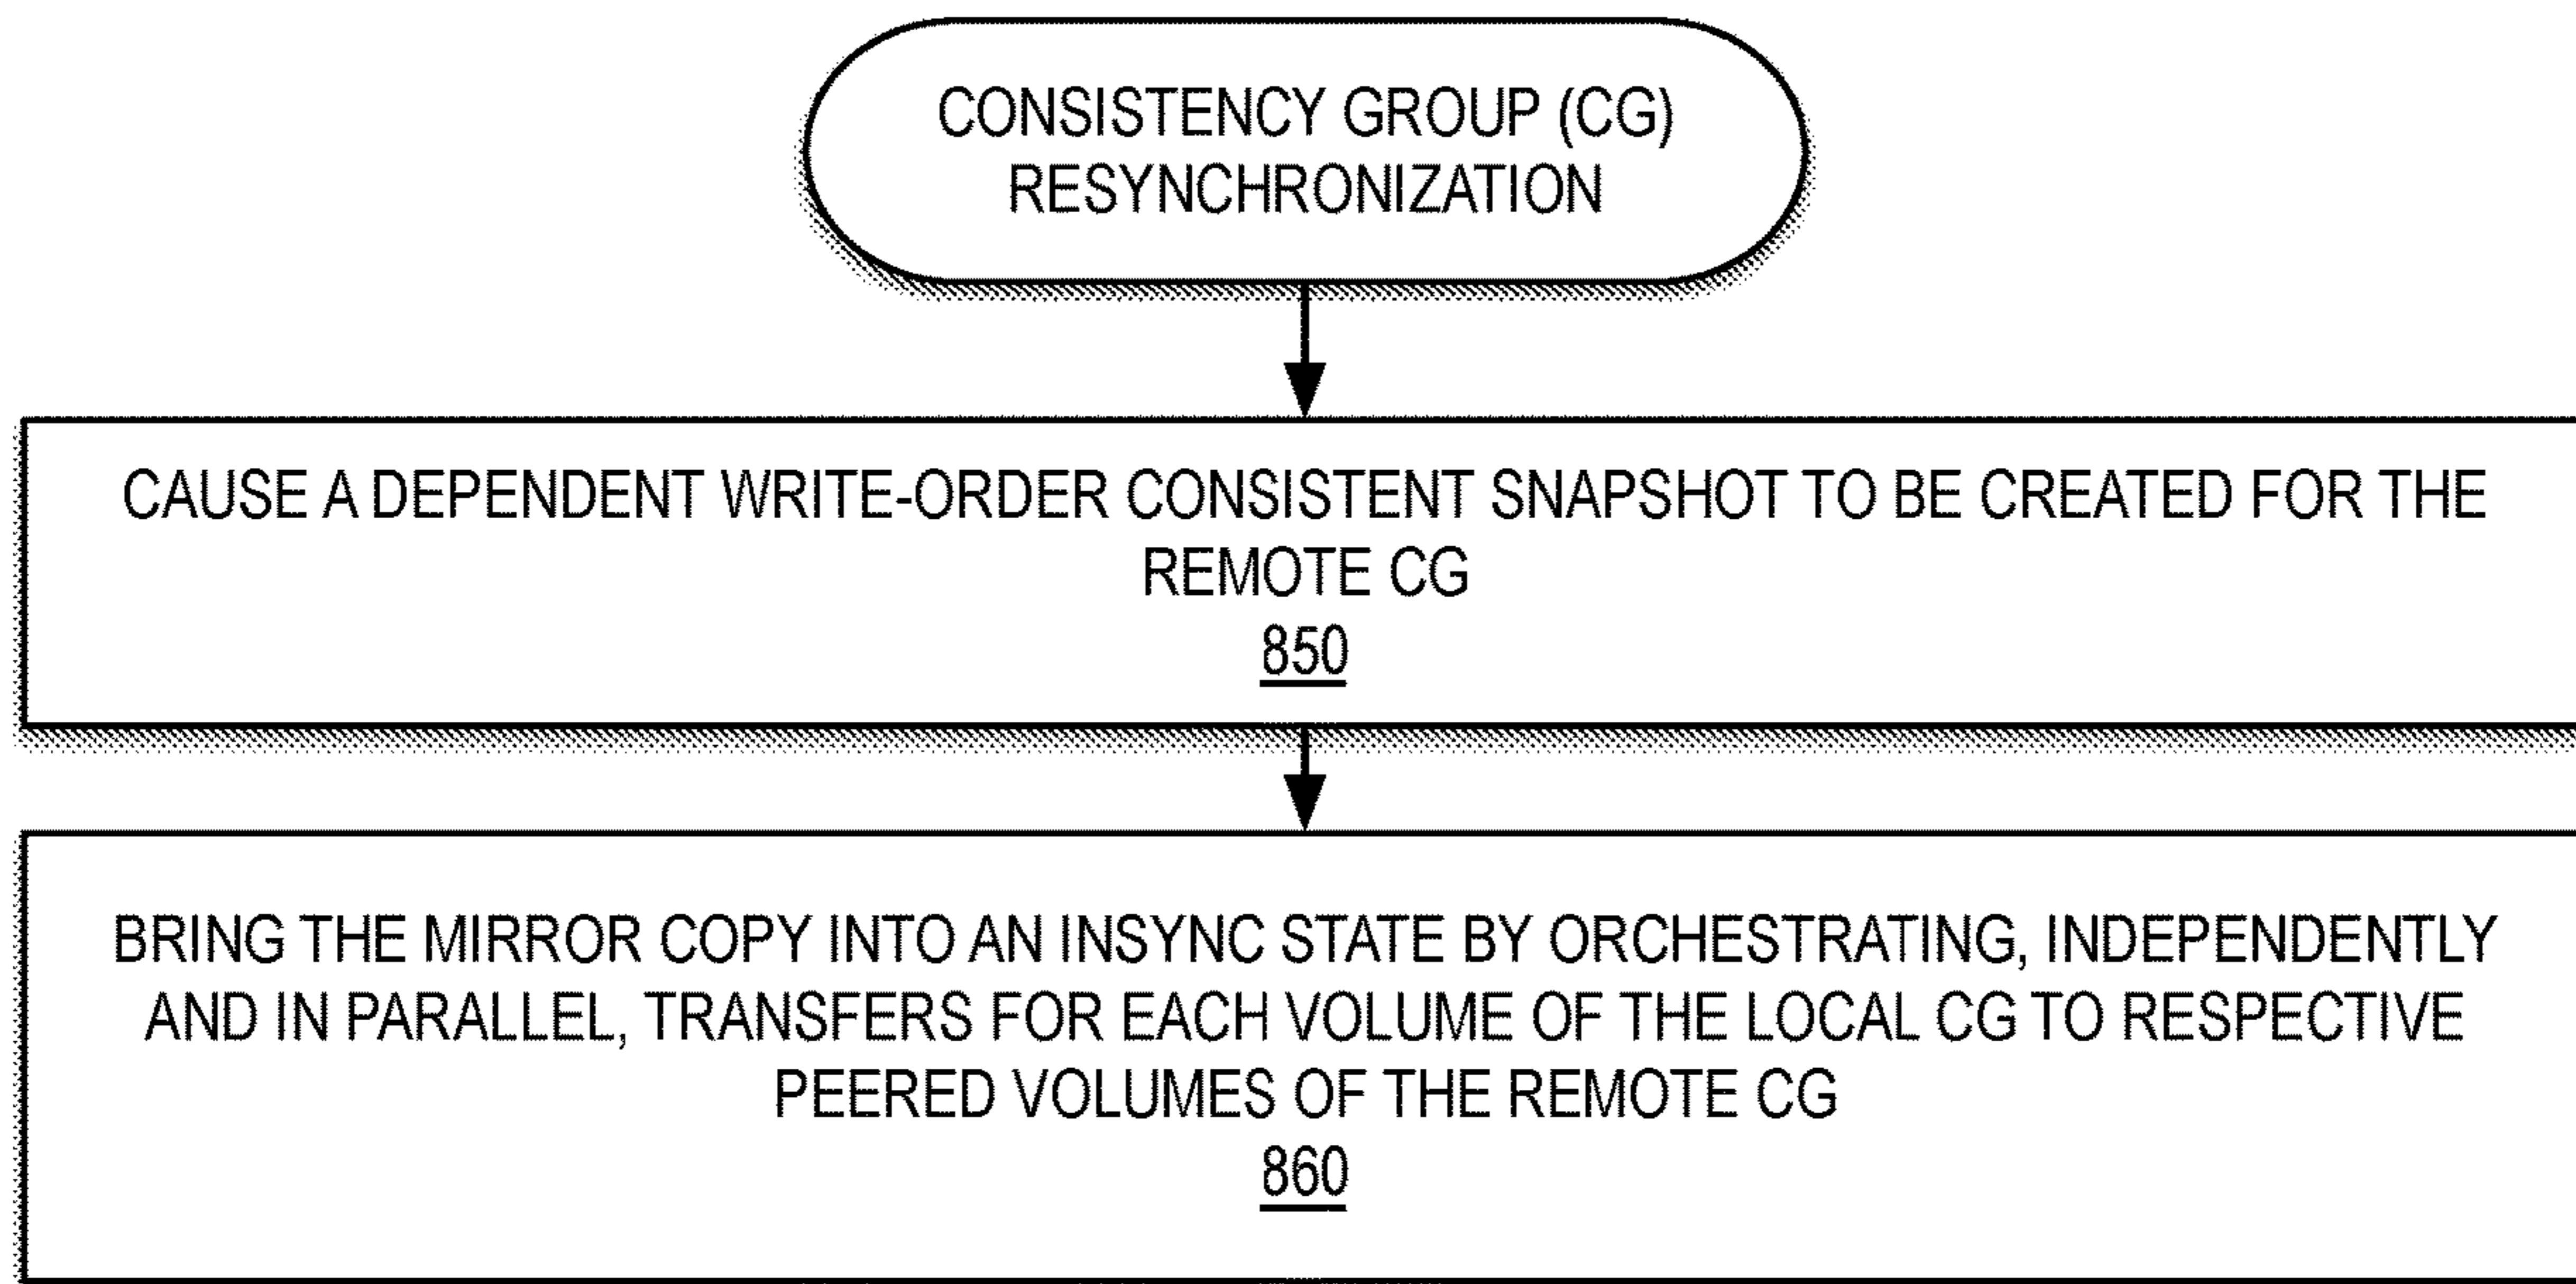 CONSISTENCY GROUP (CG)
RESYNCHRONIZATION
CAUSE A DEPENDENT WRITE-ORDER CONSISTENT SNAPSHOT TO BE CREATED FOR THE
REMOTE CG
850
BRING THE MIRROR COPY INTO AN INSYNC STATE BY ORCHESTRATING, INDEPENDENTLY
AND IN PARALLEL, TRANSFERS FOR EACH VOLUME OF THE LOCAL CG TO RESPECTIVE
PEERED VOLUMES OF THE REMOTE CG
860